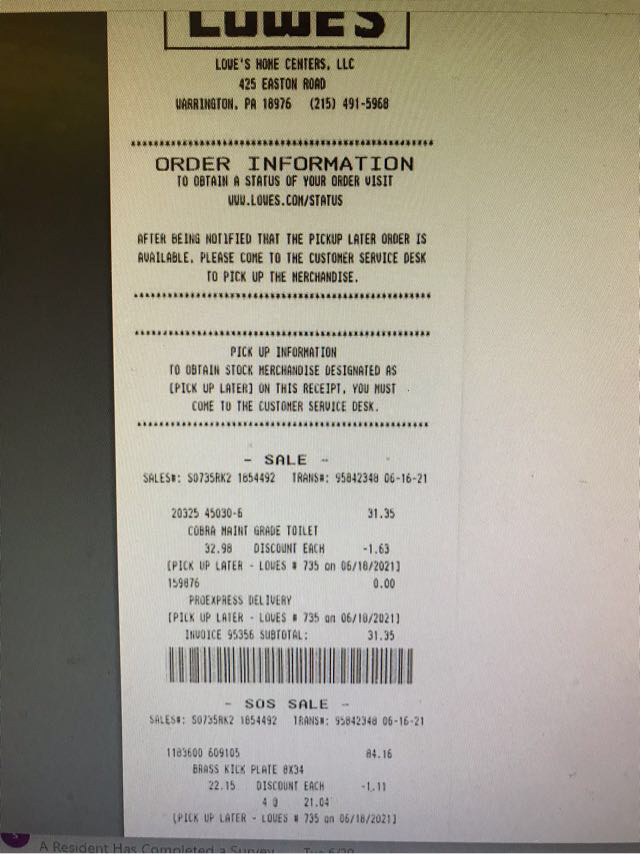 LOWE'S
LOWE'S HOME CENTERS, LLC
425 EASTON ROAD
WARRINGTON, PA 18976 (215) 491-5968
******************************************
ORDER INFORMATION
TO OBTAIN A STATUS OF YOUR ORDER VISIT
WWW.LOWES.COM/STATUS
AFTER BEING NOTIFIED THAT THE PICKUP LATER ORDER IS
AVAILABLE, PLEASE COME TO THE CUSTOMER SERVICE DESK
TO PICK UP THE MERCHANDISE.
******************************************
******************************************
PICK UP INFORMATION
TO OBTAIN STOCK MERCHANDISE DESIGNATED AS
[PICK UP LATER] ON THIS RECEIPT, YOU MUST
COME TO THE CUSTOMER SERVICE DESK.
******************************************
- SALE -
SALES#: S0735RK2 1654492 TRANS#: 95842348 06-16-21
20325 45030-6 31.35
COBRA MAINT GRADE TOILET
32.98 DISCOUNT EACH -1.63
[PICK UP LATER - LOWES # 735 on 06/18/2021]
159876 0.00
PROEXPRESS DELIVERY
[PICK UP LATER - LOWES # 735 on 06/18/2021]
INVOICE 95356 SUBTOTAL: 31.35
- SOS SALE -
SALES#: S0735RK2 1654492 TRANS#: 95842348 06-16-21
1183600 609105 84.16
BRASS KICK PLATE 8X34
22.15 DISCOUNT EACH -1.11
4 @ 21.04
[PICK UP LATER - LOWES # 735 on 06/18/2021]
A Resident Has Completed a Survey Tue 6/29